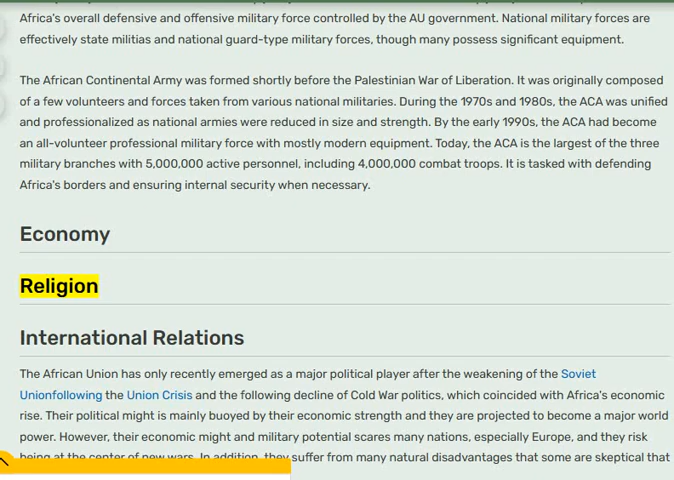 Africa's overall defensive and offensive military force controlled by the AU government. National military forces are
effectively state militias and national guard-type military forces, though many possess significant equipment.
The African Continental Army was formed shortly before the Palestinian War of Liberation. It was originally composed
of a few volunteers and forces taken from various national militaries. During the 1970s and 1980s, the ACA was unified
and professionalized as national armies were reduced in size and strength. By the early 1990s, the ACA had become
an all-volunteer professional military force with mostly modern equipment. Today, the ACA is the largest of the three
military branches with 5,000,000 active personnel, including 4,000,000 combat troops. It is tasked with defending
Africa's borders and ensuring internal security when necessary.
Economy
Religion
International Relations
The African Union has only recently emerged as a major political player after the weakening of the Soviet
Unionfollowing the Union Crisis and the following decline of Cold War politics, which coincided with Africa's economic
rise. Their political might is mainly buoyed by their economic strength and they are projected to become a major world
power. However, their economic might and military potential scares many nations, especially Europe, and they risk
being at the center of new wars. In addition, they suffer from many natural disadvantages that some are skeptical that